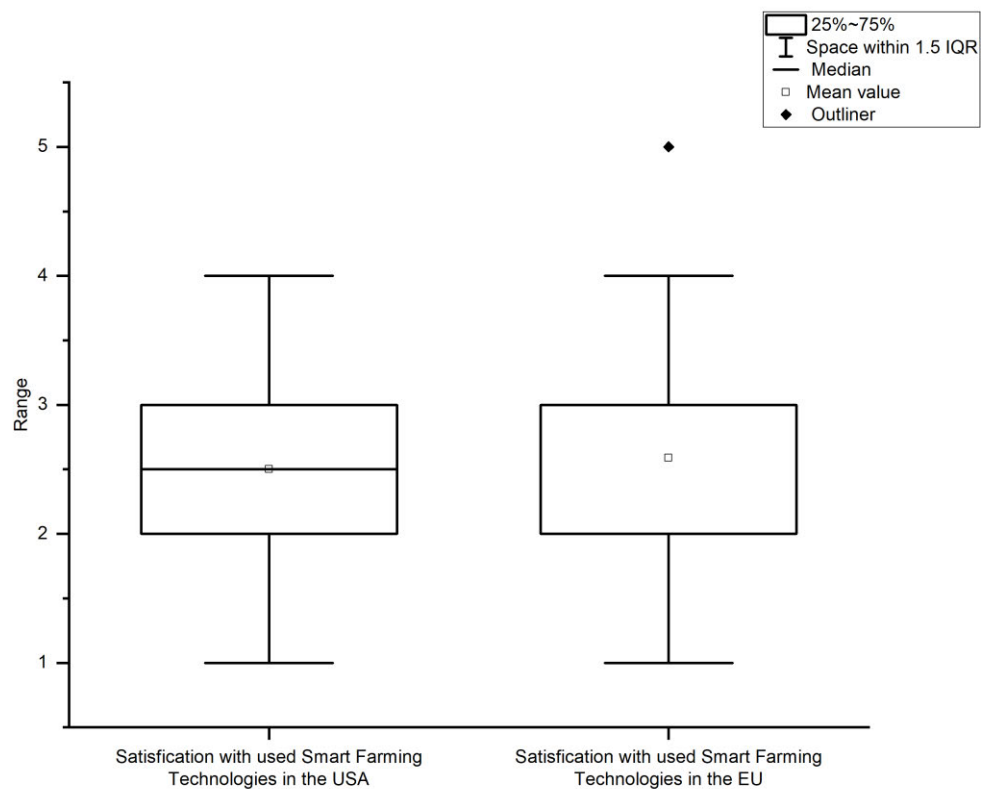 25%~75%
Space within 1.5 IQR
Median
Mean value
Outliner
5
4
3
2
1
Range
Satisfication with used Smart Farming
Technologies in the USA
Satisfication with used Smart Farming
Technologies in the EU